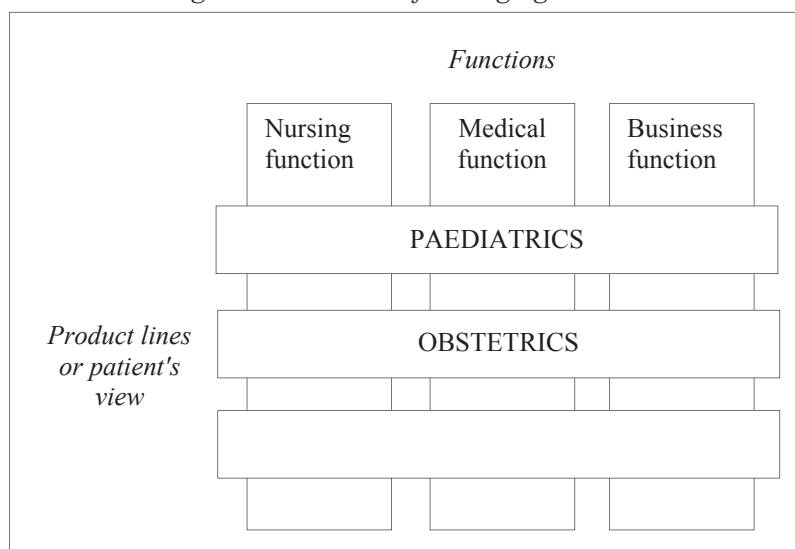 Functions
Nursing
function
Medical
function
Business
function
PAEDIATRICS
OBSTETRICS
Product lines
or patient's
view